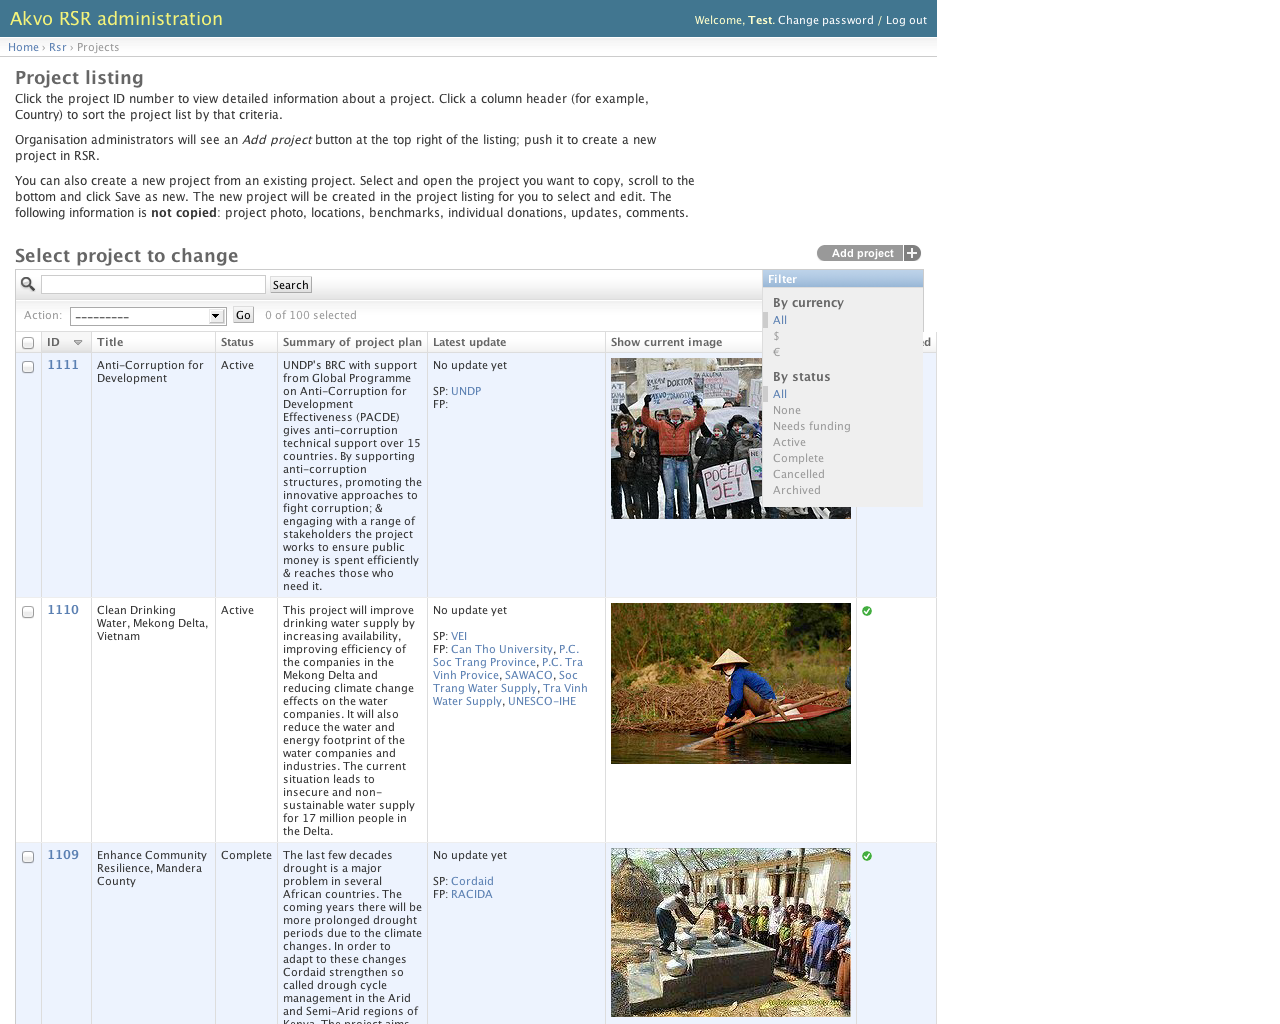 Akvo RSR administration
Welcome, Test. Change password / Log out
Home › Rsr › Projects
Project listing
Click the project ID number to view detailed information about a project. Click a column header (for example,
Country) to sort the project list by that criteria.
Organisation administrators will see an Add project button at the top right of the listing; push it to create a new
project in RSR.
You can also create a new project from an existing project. Select and open the project you want to copy, scroll to the
bottom and click Save as new. The new project will be created in the project listing for you to select and edit. The
following information is not copied: project photo, locations, benchmarks, individual donations, updates, comments.
Select project to change
Add project
Search
Action: ---------
Go
0 of 100 selected
Filter
By currency
All
$
€
By status
All
None
Needs funding
Active
Complete
Cancelled
Archived
ID
Title
Status
Summary of project plan
Latest update
Show current image
1111
Anti-Corruption for
Development
Active
UNDP's BRC with support
from Global Programme
on Anti-Corruption for
Development
Effectiveness (PACDE)
gives anti-corruption
technical support over 15
countries. By supporting
anti-corruption
structures, promoting the
innovative approaches to
fight corruption; &
engaging with a range of
stakeholders the project
works to ensure public
money is spent efficiently
& reaches those who
need it.
No update yet
SP: UNDP
FP:
DOKTOR
POČELO
JE!
1110
Clean Drinking
Water, Mekong Delta,
Vietnam
Active
This project will improve
drinking water supply by
increasing availability,
improving efficiency of
the companies in the
Mekong Delta and
reducing climate change
effects on the water
companies. It will also
reduce the water and
energy footprint of the
water companies and
industries. The current
situation leads to
insecure and non-
sustainable water supply
for 17 million people in
the Delta.
No update yet
SP: VEI
FP: Can Tho University, P.C.
Soc Trang Province, P.C. Tra
Vinh Provice, SAWACO, Soc
Trang Water Supply, Tra Vinh
Water Supply, UNESCO-IHE
1109
Enhance Community
Resilience, Mandera
County
Complete
The last few decades
drought is a major
problem in several
African countries. The
coming years there will be
more prolonged drought
periods due to the climate
changes. In order to
adapt to these changes
Cordaid strengthen so
called drough cycle
management in the Arid
and Semi-Arid regions of
Kenya. The project aims
No update yet
SP: Cordaid
FP: RACIDA